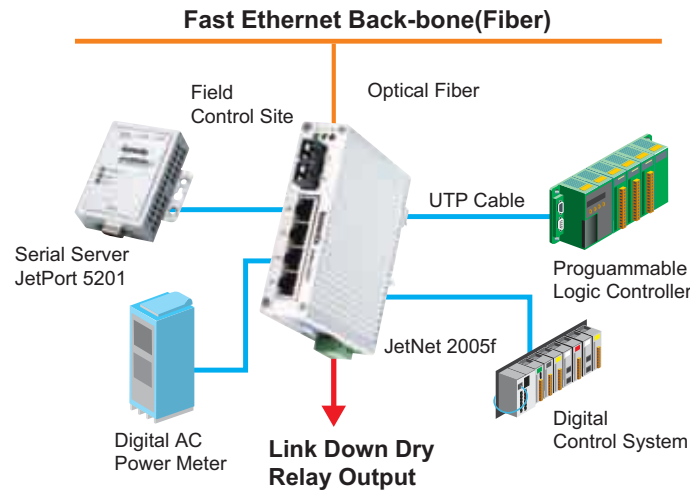 Fast Ethernet Back-bone(Fiber)
Field
Control Site
Optical Fiber
UTP Cable
Serial Server
JetPort 5201
Proguammable
Logic Controller
JetNet 2005f
Digital AC
Power Meter
Link Down Dry
Relay Output
Digital
Control System